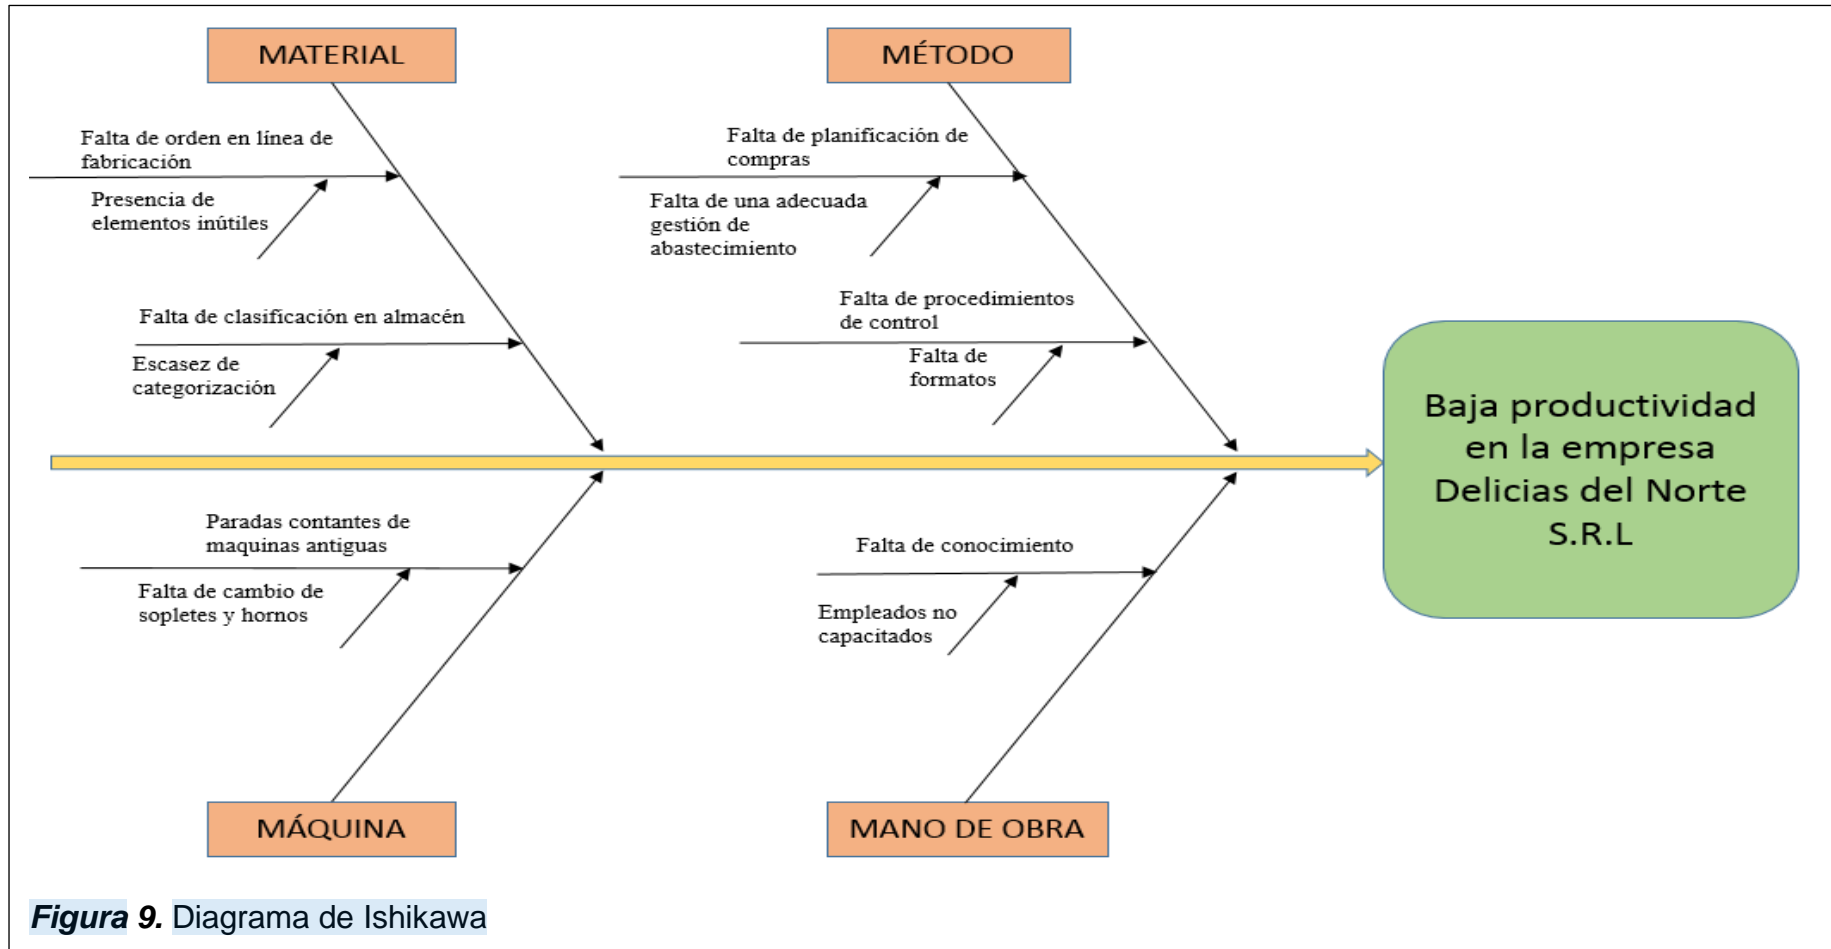 MATERIAL
Falta de orden en línea de
fabricación
Presencia de
elementos inútiles
Falta de clasificación en almacén
Escasez de
categorización
MÉTODO
Falta de planificación de
compras
Falta de una adecuada
gestión de
abastecimiento
Falta de procedimientos
de control
Falta de
formatos
Baja productividad
en la empresa
Delicias del Norte
S.R.L
Paradas contantes de
maquinas antiguas
Falta de cambio de
sopletes y hornos
MÁQUINA
Falta de conocimiento
Empleados no
capacitados
MANO DE OBRA
Figura 9. Diagrama de Ishikawa